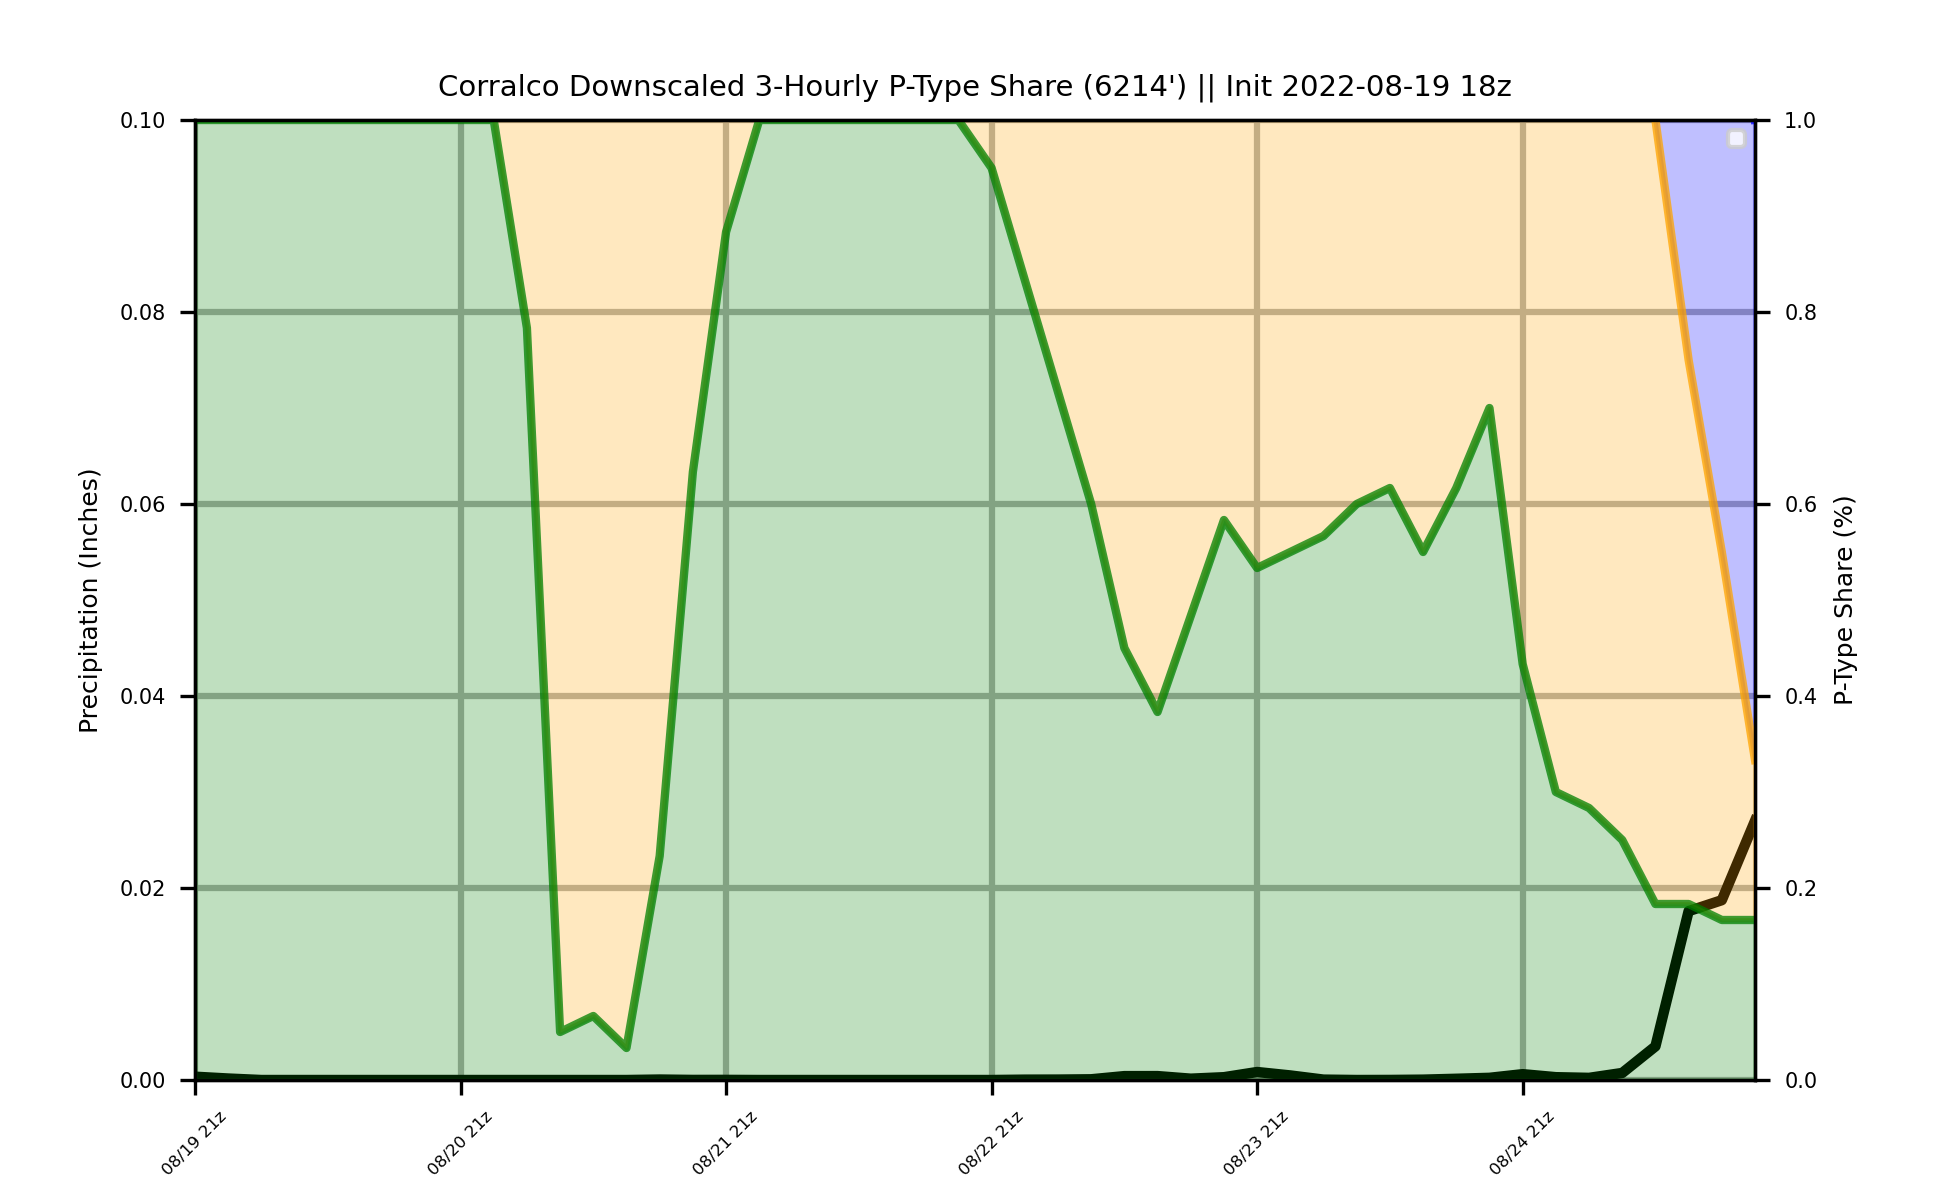 Corralco Downscaled 3-Hourly P-Type Share (6214') || Init 2022-08-19 18z
0.10
0.08
0.06
0.04
0.02
0.00
Precipitation (Inches)
1.0
0.8
0.6
0.4
0.2
0.0
P-Type Share (%)
08/19 21z
08/20 21z
08/21 21z
08/22 21z
08/23 21z
08/24 21z